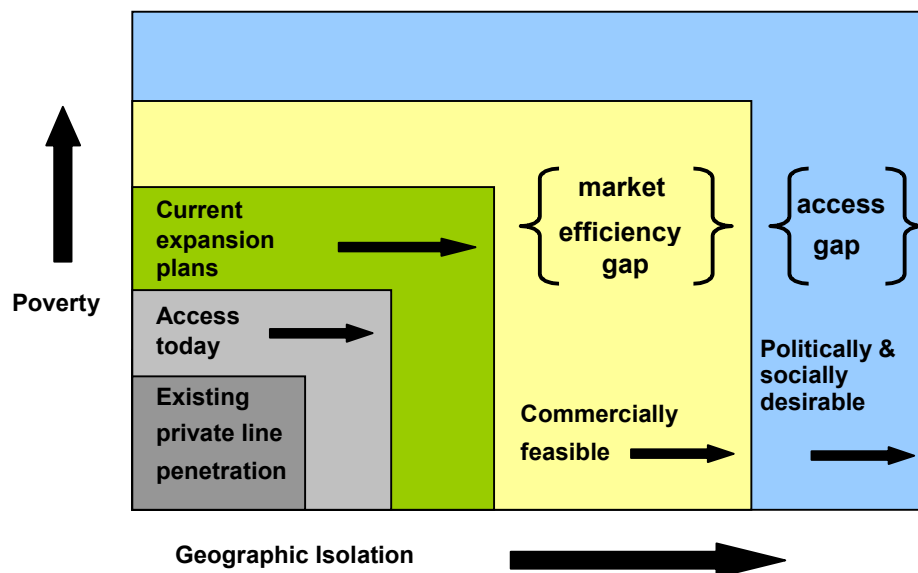 Current
expansion
plans
market
efficiency
gap
access
gap
Poverty
Access
today
Politically &
socially
desirable
Existing
private line
penetration
Commercially
feasible
Geographic Isolation